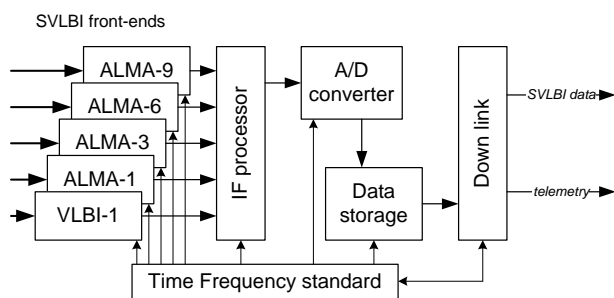 SVLBI front-ends
ALMA-9
ALMA-6
ALMA-3
ALMA-1
VLBI-1
IF processor
A/D
converter
Data
storage
Down link
SVLBI data
telemetry
Time Frequency standard